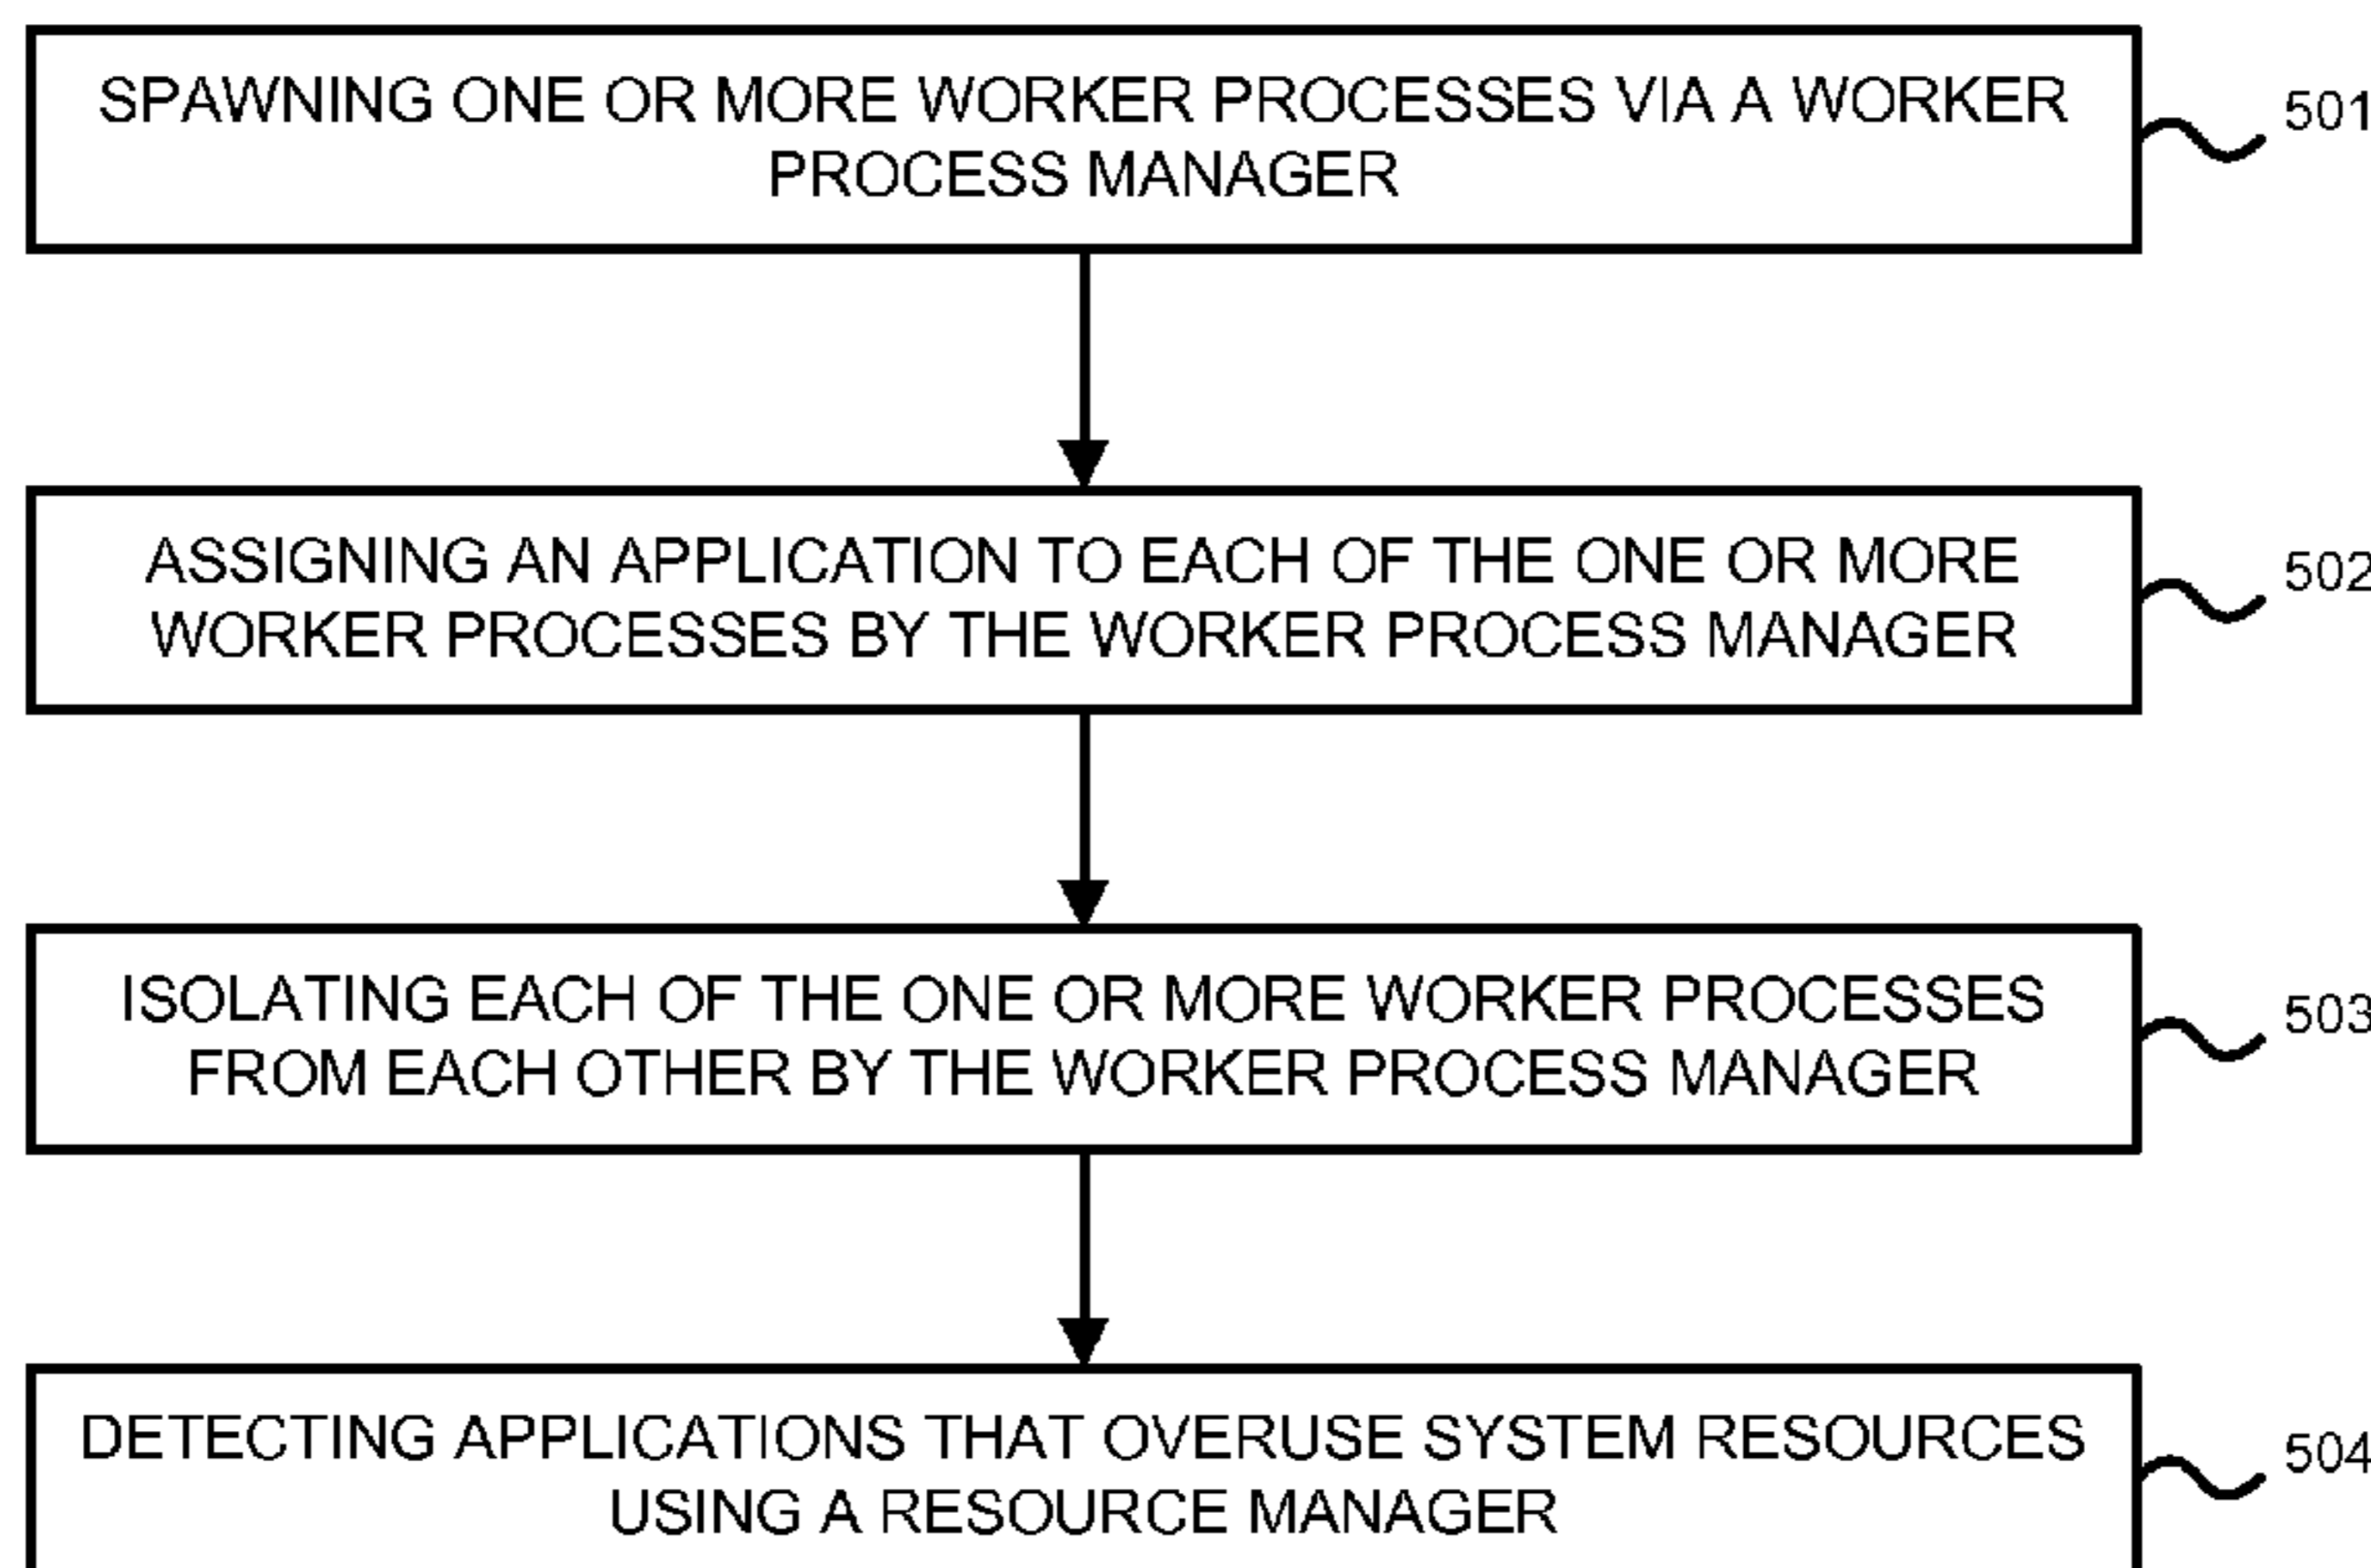 SPAWNING ONE OR MORE WORKER PROCESSES VIA A WORKER
PROCESS MANAGER
501
ASSIGNING AN APPLICATION TO EACH OF THE ONE OR MORE
WORKER PROCESSES BY THE WORKER PROCESS MANAGER
502
ISOLATING EACH OF THE ONE OR MORE WORKER PROCESSES
FROM EACH OTHER BY THE WORKER PROCESS MANAGER
503
DETECTING APPLICATIONS THAT OVERUSE SYSTEM RESOURCES
USING A RESOURCE MANAGER
504